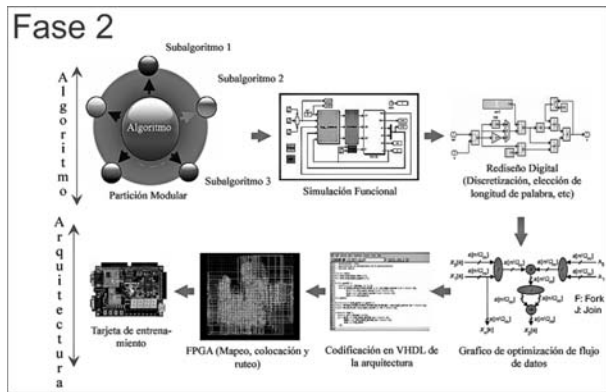 Fase 2
Algoritmo
Subalgoritmo 1
Subalgoritmo 2
Algoritmo
Subalgoritmo 3
Partición Modular
Simulación Funcional
Rediseño Digital
(Discretización, elección de
longitud de palabra, etc)
Arquitectura
Tarjeta de entrena-
miento
FPGA (Mapeo, colocación y
ruteo)
Codificación en VHDL de
la arquitectura
F: Fork
J: Join
Grafico de optimización de flujo
de datos